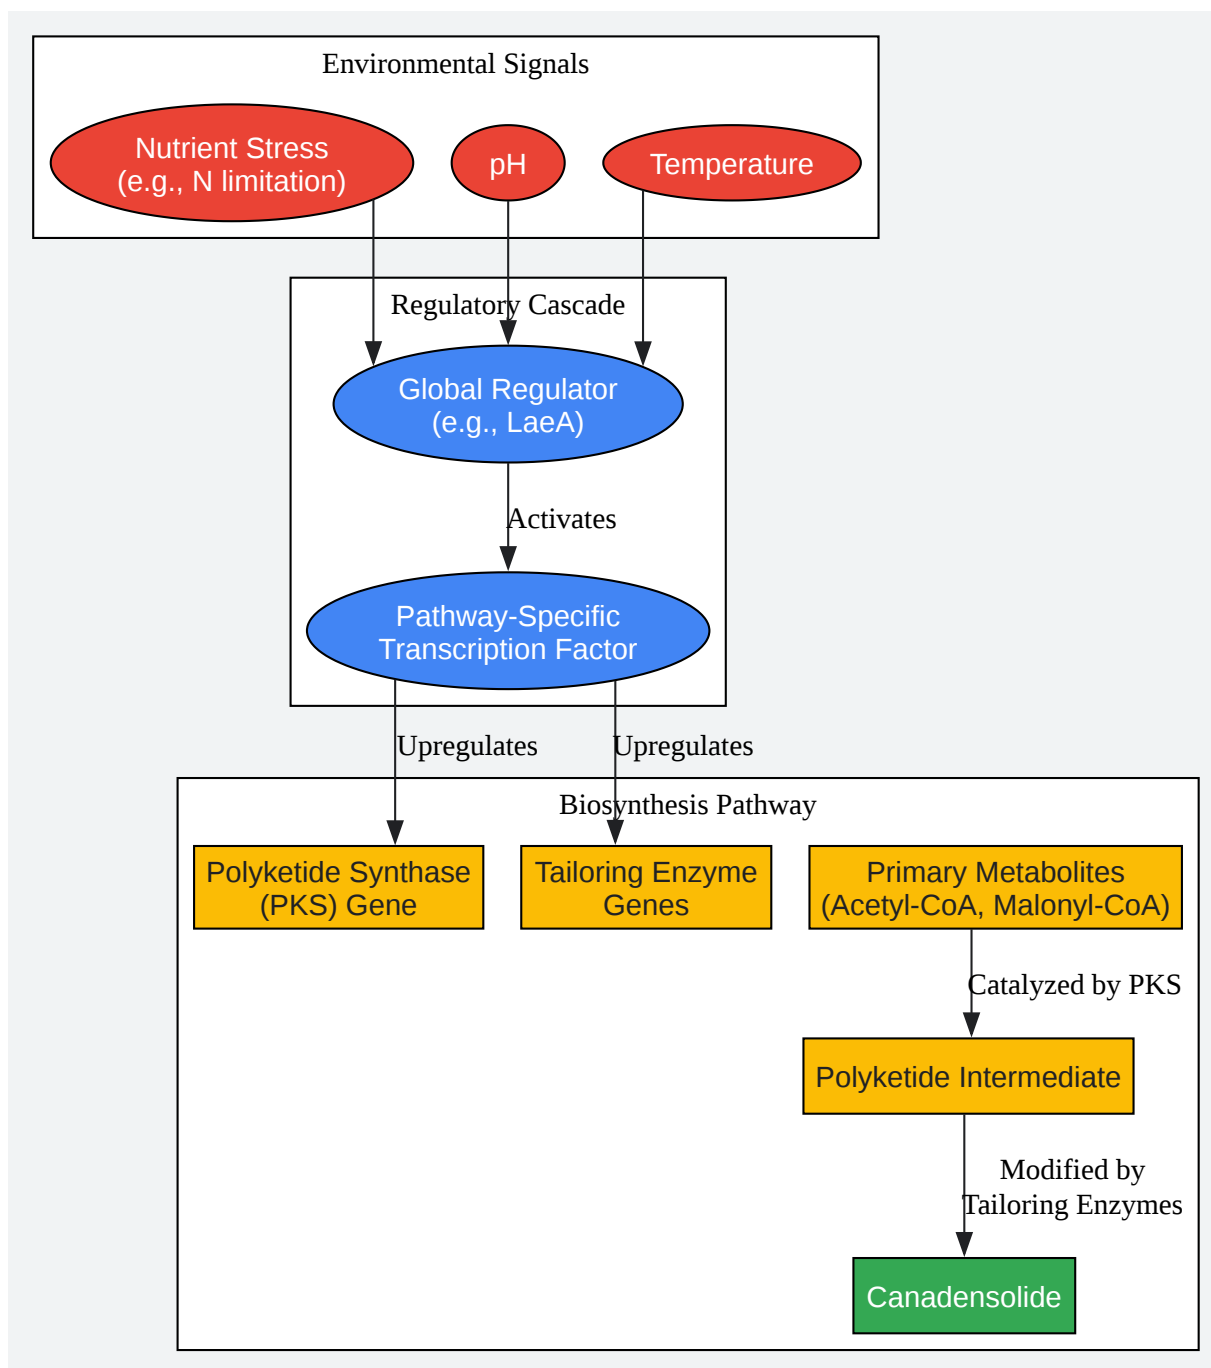 Environmental Signals
Nutrient Stress
(e.g., N limitation)
pH
Temperature
Regulatory Cascade
Global Regulator
(e.g., LaeA)
Activates
Pathway-Specific
Transcription Factor
Upregulates
Upregulates
Biosynthesis Pathway
Polyketide Synthase
(PKS) Gene
Tailoring Enzyme
Genes
Primary Metabolites
(Acetyl-CoA, Malonyl-CoA)
Catalyzed by PKS
Polyketide Intermediate
Modified by
Tailoring Enzymes
Canadensolide